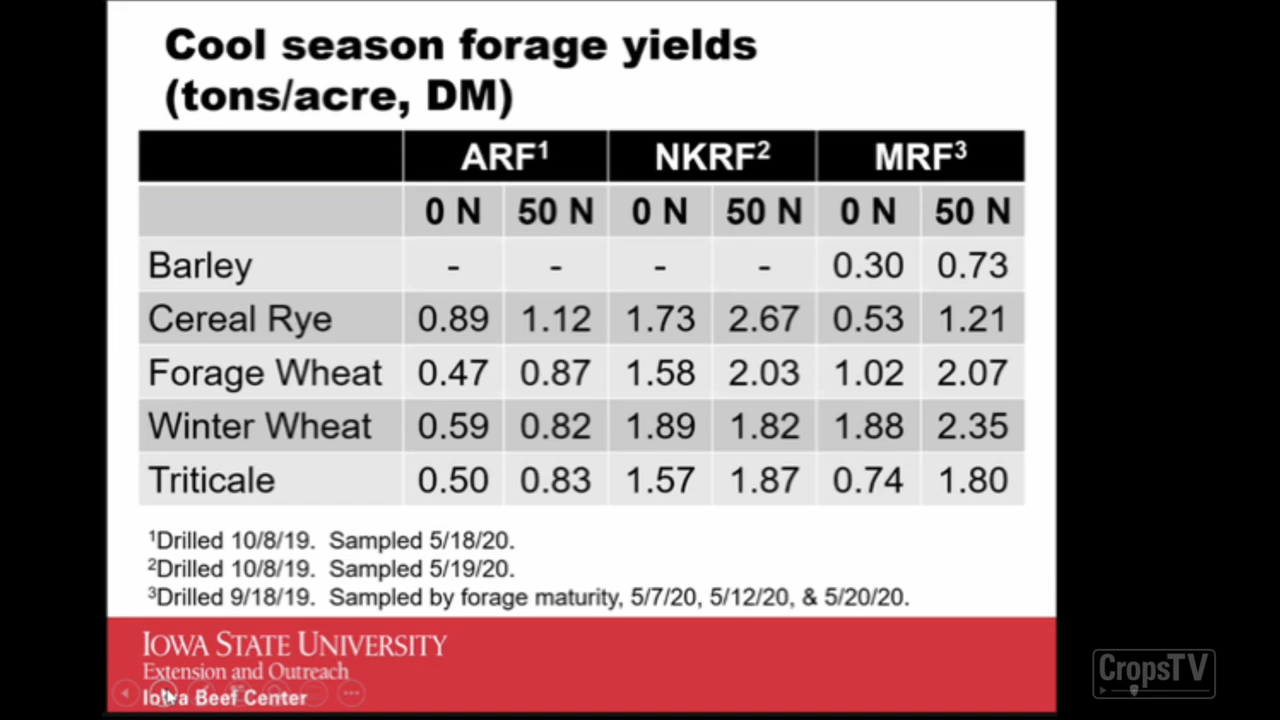 Cool season forage yields
(tons/acre, DM)
ARF¹ NKRF² MRF³
0 N 50 N 0 N 50 N 0 N 50 N
Barley - - - - 0.30 0.73
Cereal Rye 0.89 1.12 1.73 2.67 0.53 1.21
Forage Wheat 0.47 0.87 1.58 2.03 1.02 2.07
Winter Wheat 0.59 0.82 1.89 1.82 1.88 2.35
Triticale 0.50 0.83 1.57 1.87 0.74 1.80
¹Drilled 10/8/19. Sampled 5/18/20.
²Drilled 10/8/19. Sampled 5/19/20.
³Drilled 9/18/19. Sampled by forage maturity, 5/7/20, 5/12/20, & 5/20/20.
IOWA STATE UNIVERSITY
Extension and Outreach
Iowa Beef Center
CropsTV